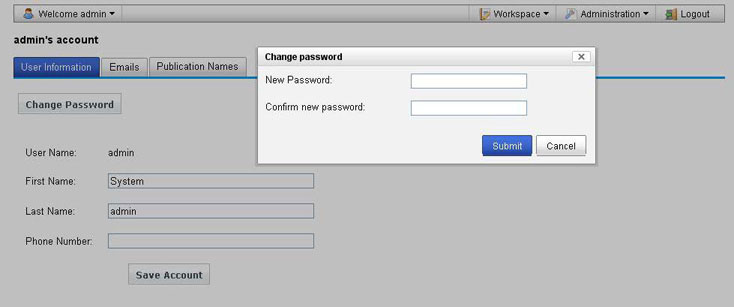 Welcome admin Workspace Administration Logout
admin's account
User Information Emails Publication Names
Change Password
User Name: admin
First Name: System
Last Name: admin
Phone Number:
Save Account
Change password
New Password:
Confirm new password:
Submit Cancel